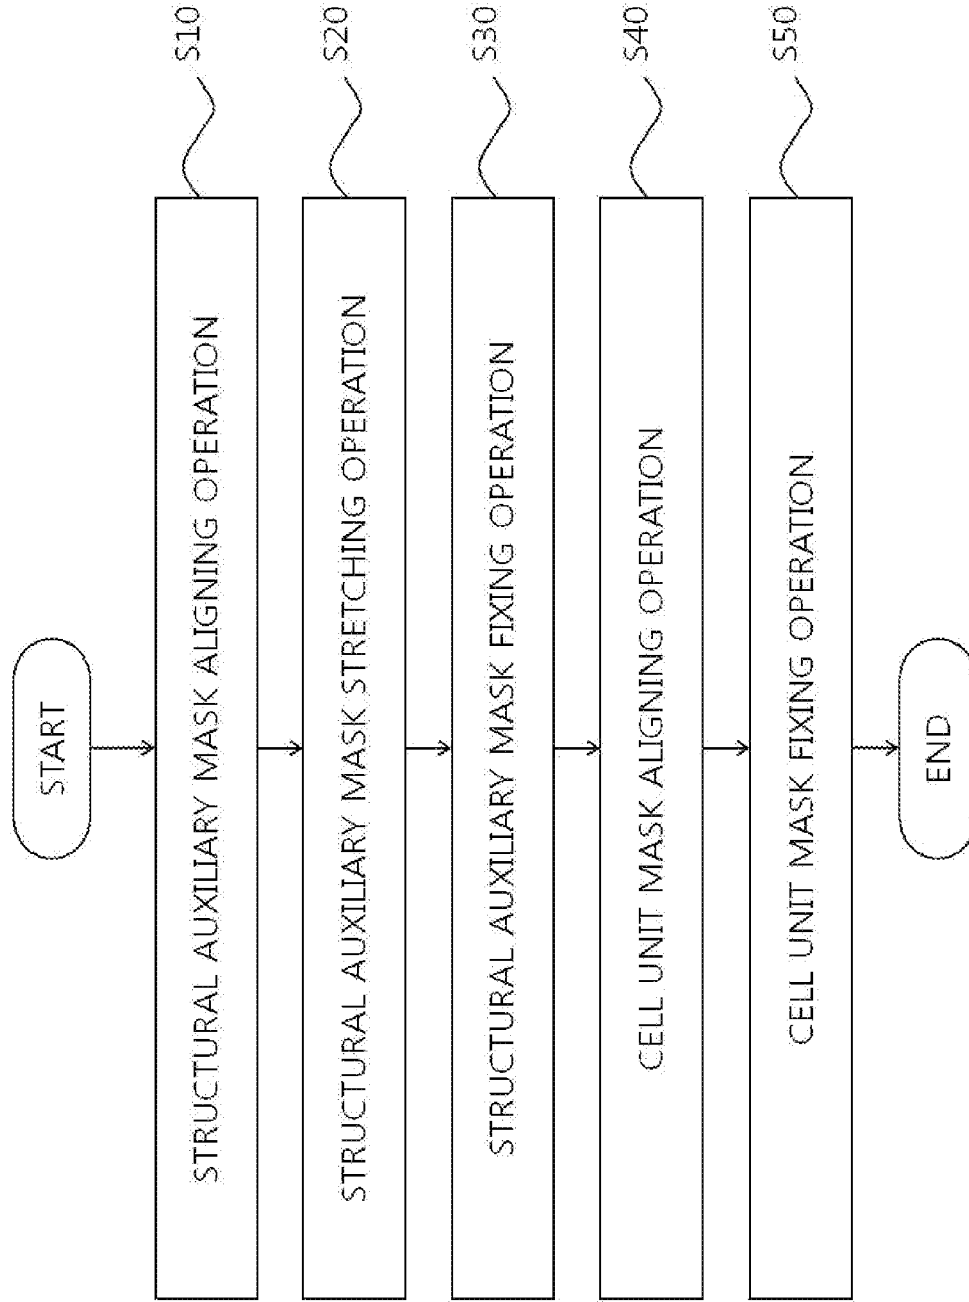 START
STRUCTURAL AUXILIARY MASK ALIGNING OPERATION
S10
STRUCTURAL AUXILIARY MASK STRETCHING OPERATION
S20
STRUCTURAL AUXILIARY MASK FIXING OPERATION
S30
CELL UNIT MASK ALIGNING OPERATION
S40
CELL UNIT MASK FIXING OPERATION
S50
END